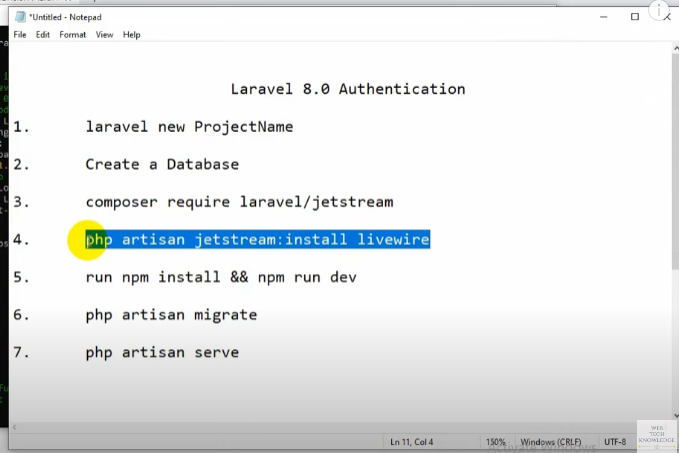 *Untitled - Notepad
File Edit Format View Help
Laravel 8.0 Authentication
1. laravel new ProjectName
2. Create a Database
3. composer require laravel/jetstream
4. php artisan jetstream:install livewire
5. run npm install && npm run dev
6. php artisan migrate
7. php artisan serve
Activate Windows
Ln 11, Col 4 150% Windows (CRLF) UTF-8
WEB
TECH
KNOWLEDGE